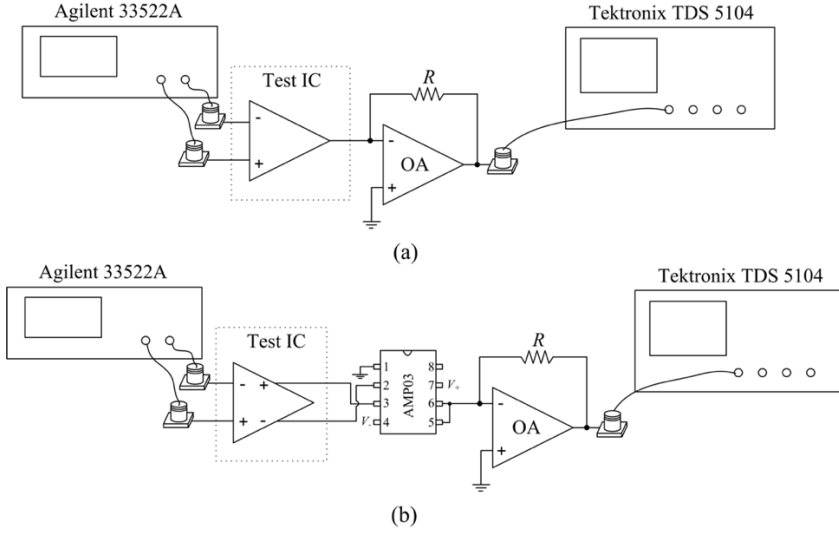 Agilent 33522A
Tektronix TDS 5104
Test IC
R
-
+
-
OA
+
(a)
Agilent 33522A
Tektronix TDS 5104
Test IC
R
- +
+ -
1 8
2 7 V+
3 6
V- 4 5
AMP03
-
OA
+
(b)